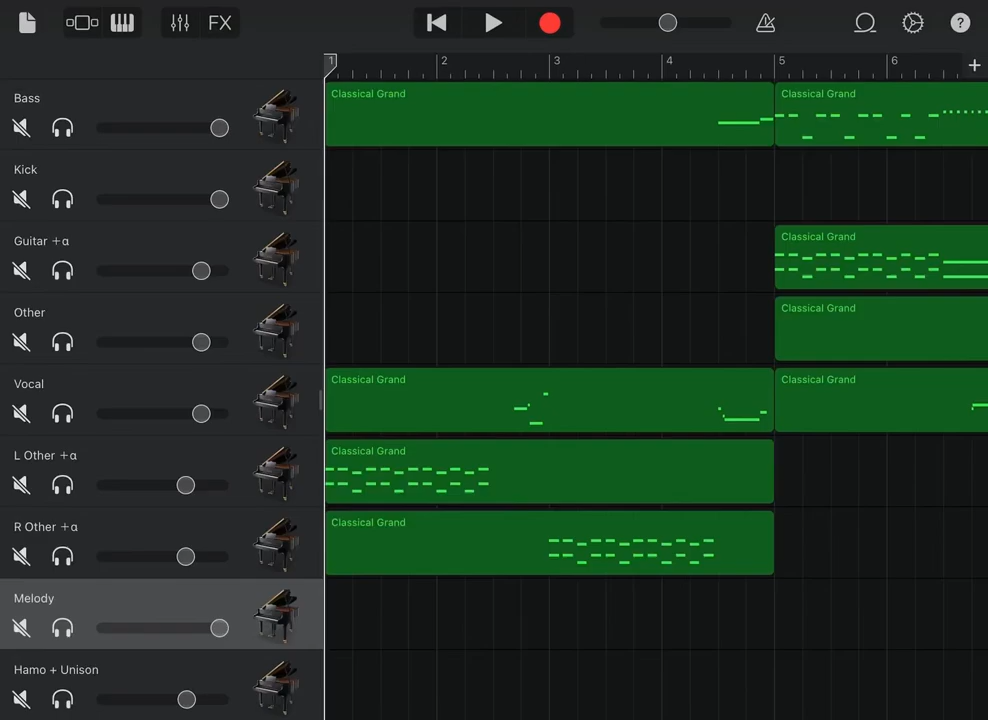 FX
?
1 2 3 4 5 6 +
Bass
Classical Grand Classical Grand
Kick
Guitar +α
Classical Grand
Other
Classical Grand
Vocal
Classical Grand Classical Grand
L Other +α
Classical Grand
R Other +α
Classical Grand
Melody
Hamo + Unison